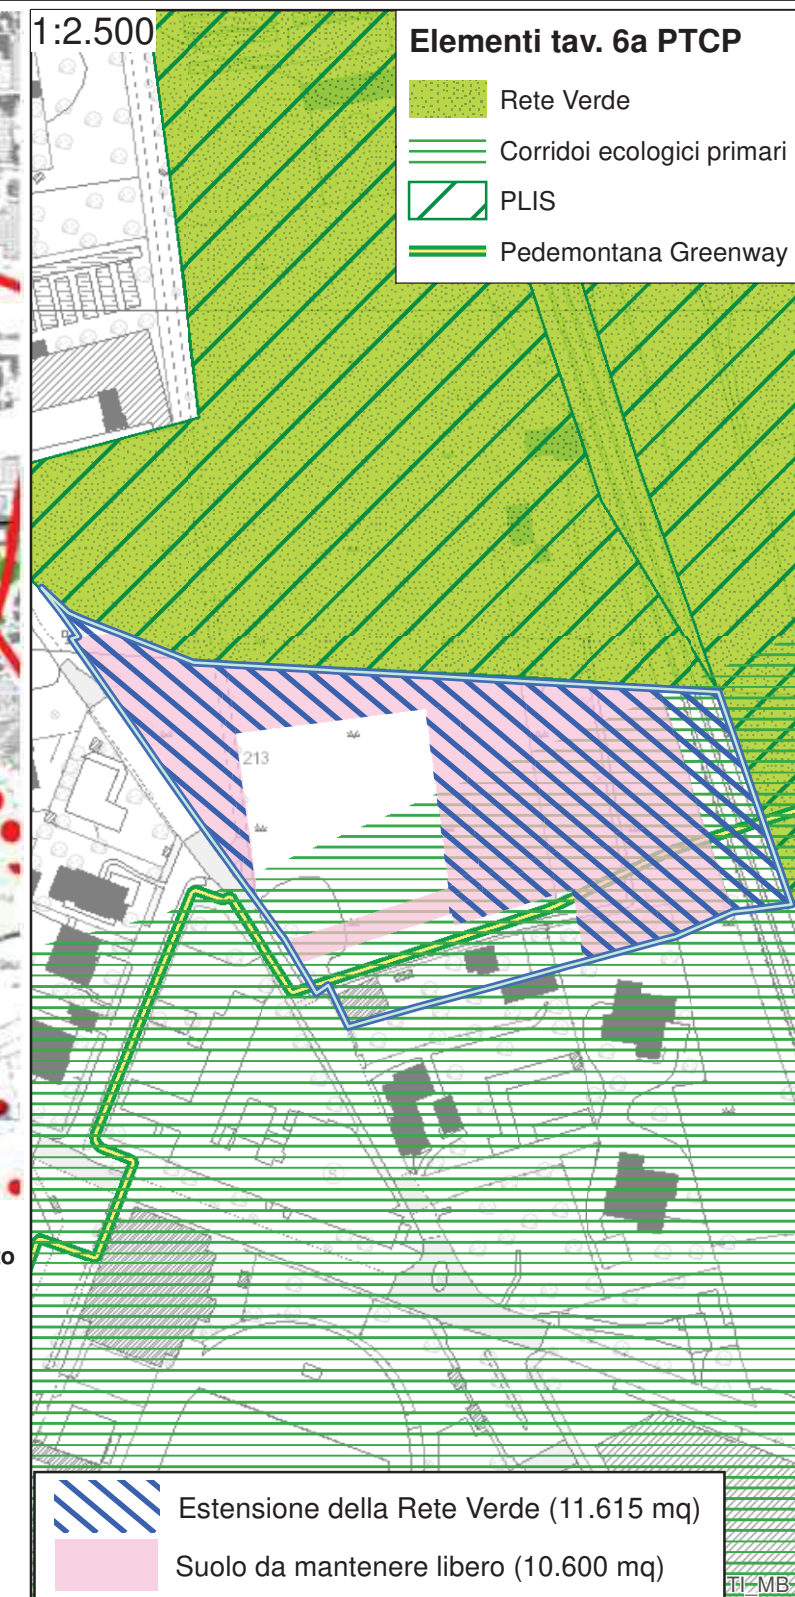 1:2.500
Elementi tav. 6a PTCP
Rete Verde
Corridoi ecologici primari
PLIS
Pedemontana Greenway
213
to
Estensione della Rete Verde (11.615 mq)
Suolo da mantenere libero (10.600 mq)
TI_MB